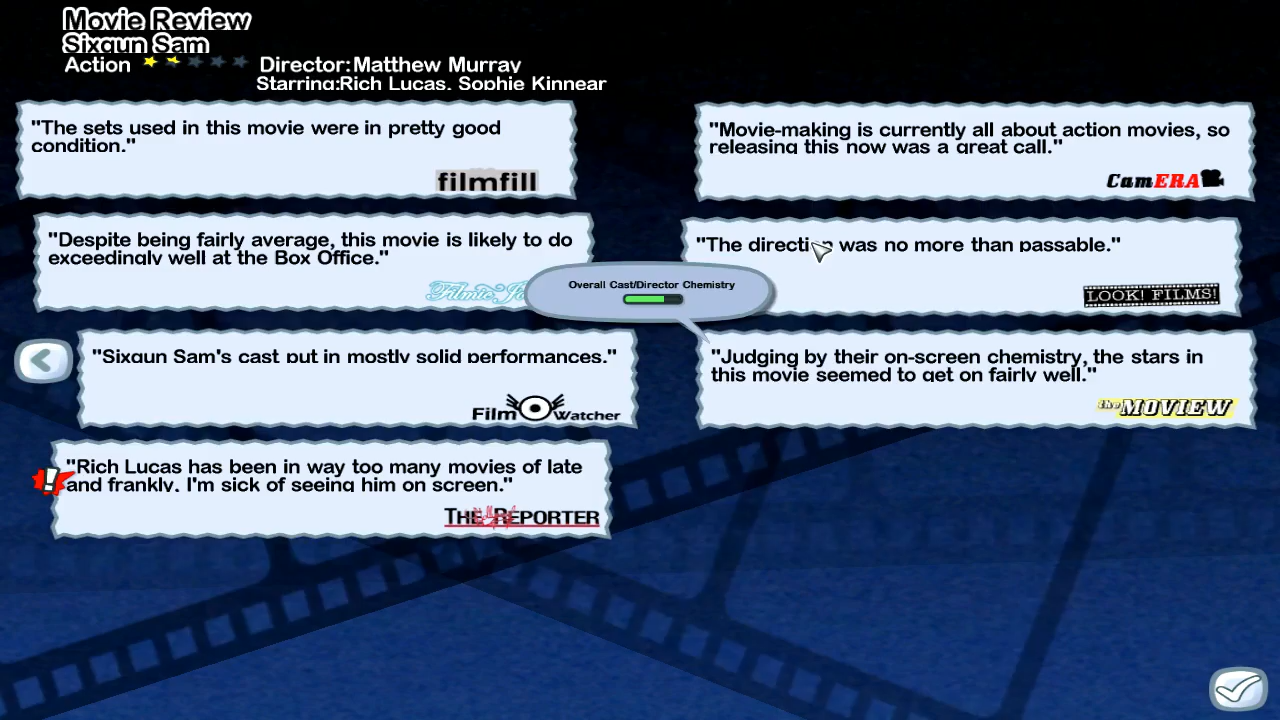 Movie Review
Sixgun Sam
Action
Director:Matthew Murray
Starring:Rich Lucas, Sophie Kinnear
"The sets used in this movie were in pretty good
condition."
filmfill
"Movie-making is currently all about action movies, so
releasing this now was a great call."
CamERA
"Despite being fairly average, this movie is likely to do
exceedingly well at the Box Office."
Filmic
"The direction was no more than passable."
LOOK! FILMS!
Overall Cast/Director Chemistry
"Sixgun Sam's cast put in mostly solid performances."
Film Watcher
"Judging by their on-screen chemistry, the stars in
this movie seemed to get on fairly well."
the MOVIEW
"Rich Lucas has been in way too many movies of late
and frankly, I'm sick of seeing him on screen."
THE REPORTER